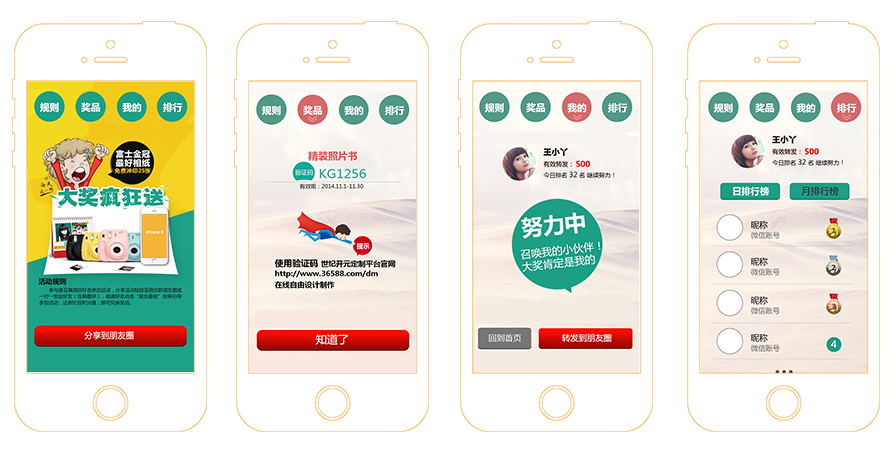 规则 奖品 我的 排行
富士金冠
最好相纸
免费冲印25张
大奖疯狂送
iPhone 6
活动规则
分享到朋友圈
规则 奖品 我的 排行
精装照片书
验证码 KG1256
有效期：2014.11.1-11.30
提示
使用验证码 世纪开元定制平台官网
http://www.36588.com/dm
在线自由设计制作
知道了
规则 奖品 我的 排行
王小丫
有效转发： 500
今日排名 32 名 继续努力！
努力中
召唤我的小伙伴！
大奖肯定是我的
回到首页 转发到朋友圈
规则 奖品 我的 排行
王小丫
有效转发： 500
今日排名 32 名 继续努力！
日排行榜 月排行榜
昵称
微信账号
1
昵称
微信账号
2
昵称
微信账号
3
昵称
微信账号
4